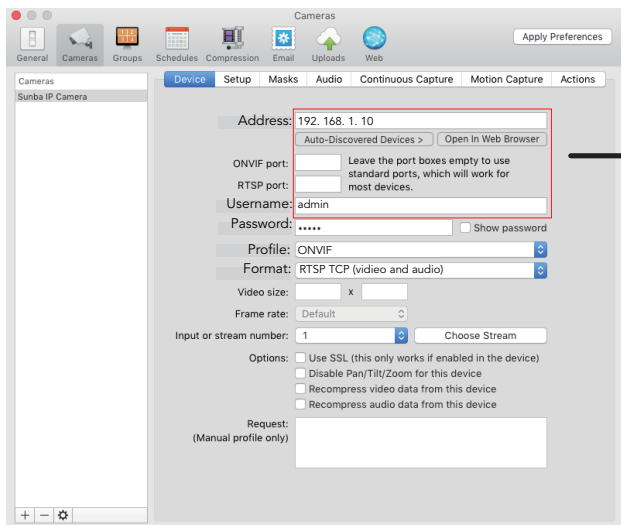 Cameras
General Cameras Groups Schedules Compression Email Uploads Web Apply Preferences
Cameras
Sunba IP Camera
Device Setup Masks Audio Continuous Capture Motion Capture Actions
Address: 192. 168. 1. 10
Auto-Discovered Devices > Open In Web Browser
ONVIF port: Leave the port boxes empty to use
standard ports, which will work for
RTSP port: most devices.
Username: admin
Password: ••••• Show password
Profile: ONVIF
Format: RTSP TCP (vidieo and audio)
Video size: x
Frame rate: Default
Input or stream number: 1 Choose Stream
Options: Use SSL (this only works if enabled in the device)
Disable Pan/Tilt/Zoom for this device
Recompress video data from this device
Recompress audio data from this device
Request:
(Manual profile only)